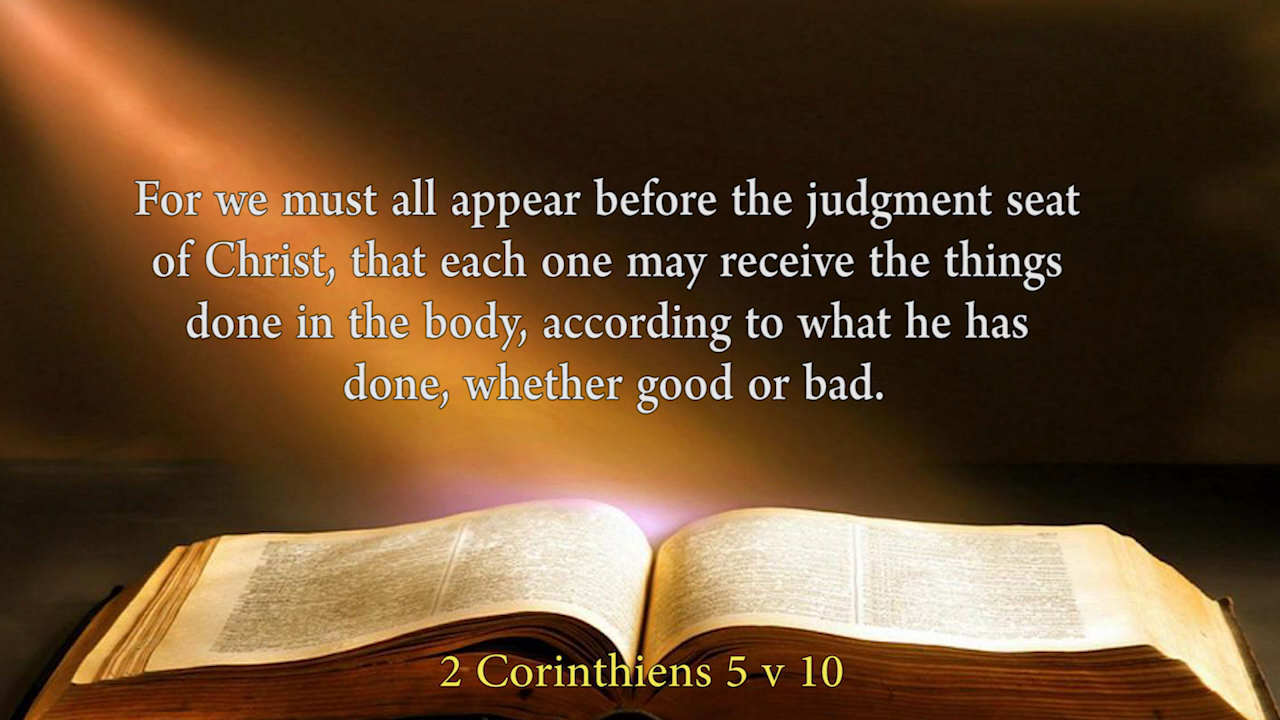 For we must all appear before the judgment seat
of Christ, that each one may receive the things
done in the body, according to what he has
done, whether good or bad.
2 Corinthiens 5 v 10